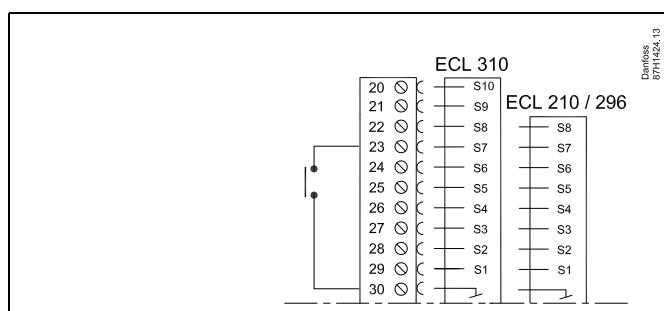 Danfoss
87H1424.13
ECL 310
ECL 210 / 296
20 S10
21 S9
22 S8 S8
23 S7 S7
24 S6 S6
25 S5 S5
26 S4 S4
27 S3 S3
28 S2 S2
29 S1 S1
30